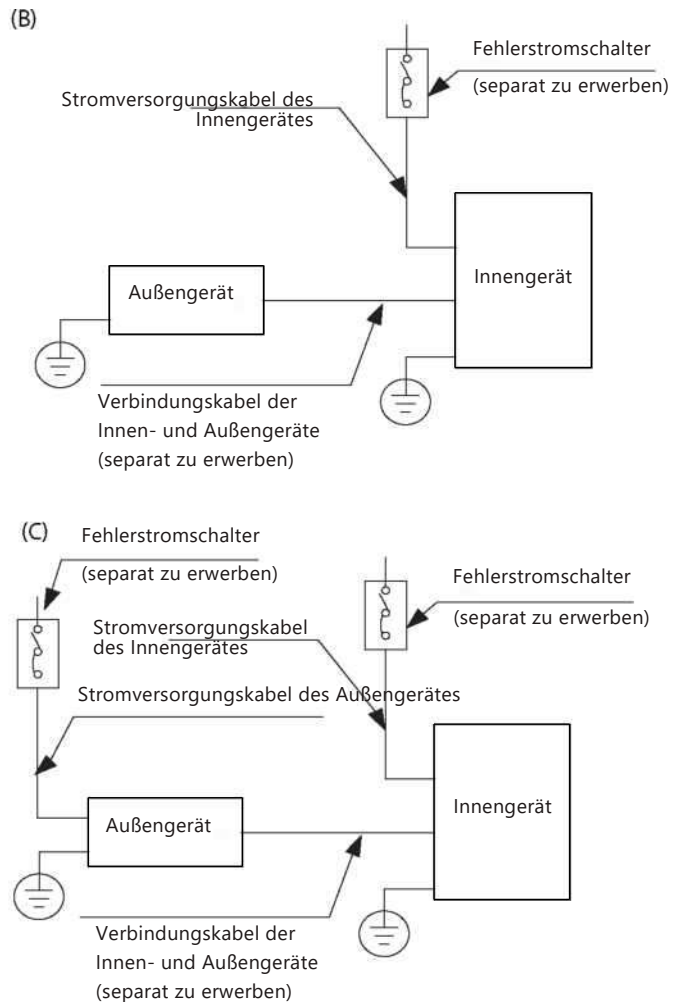 (B)
Fehlerstromschalter
(separat zu erwerben)
Stromversorgungskabel des
Innengerätes
Innengerät
Außengerät
Verbindungskabel der
Innen- und Außengeräte
(separat zu erwerben)
(C)
Fehlerstromschalter
(separat zu erwerben)
Fehlerstromschalter
(separat zu erwerben)
Stromversorgungskabel
des Innengerätes
Stromversorgungskabel des Außengerätes
Innengerät
Außengerät
Verbindungskabel der
Innen- und Außengeräte
(separat zu erwerben)